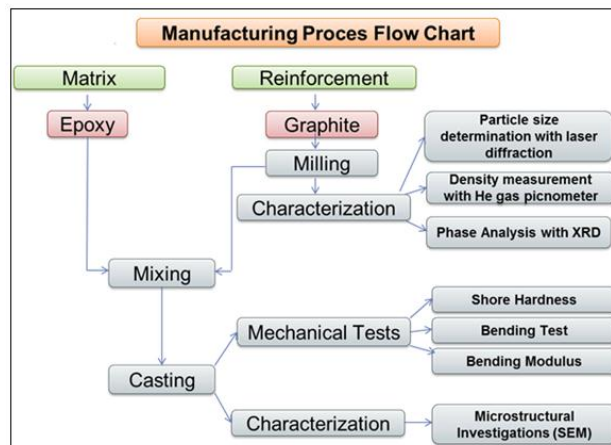 Manufacturing Proces Flow Chart
Matrix
Reinforcement
Epoxy
Graphite
Milling
Characterization
Particle size
determination with laser
diffraction
Density measurement
with He gas picnometer
Phase Analysis with XRD
Mixing
Casting
Mechanical Tests
Shore Hardness
Bending Test
Bending Modulus
Characterization
Microstructural
Investigations (SEM)